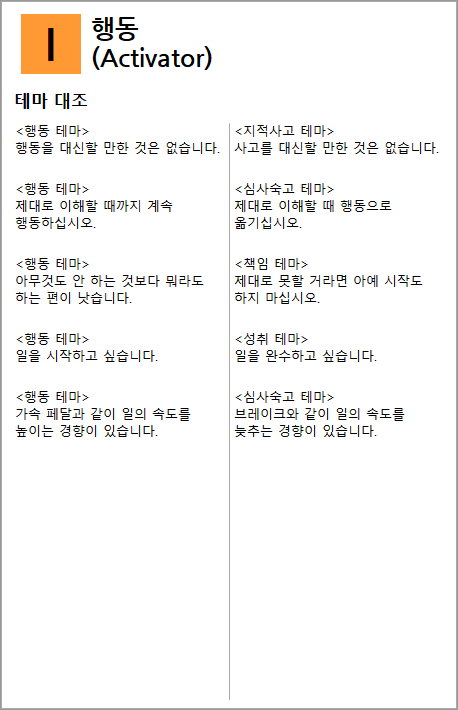 I
행동
(Activator)
테마 대조
<행동 테마>
행동을 대신할 만한 것은 없습니다.
<지적사고 테마>
사고를 대신할 만한 것은 없습니다.
<행동 테마>
제대로 이해할 때까지 계속
행동하십시오.
<심사숙고 테마>
제대로 이해할 때 행동으로
옮기십시오.
<행동 테마>
아무것도 안 하는 것보다 뭐라도
하는 편이 낫습니다.
<책임 테마>
제대로 못할 거라면 아예 시작도
하지 마십시오.
<행동 테마>
일을 시작하고 싶습니다.
<성취 테마>
일을 완수하고 싶습니다.
<행동 테마>
가속 페달과 같이 일의 속도를
높이는 경향이 있습니다.
<심사숙고 테마>
브레이크와 같이 일의 속도를
늦추는 경향이 있습니다.